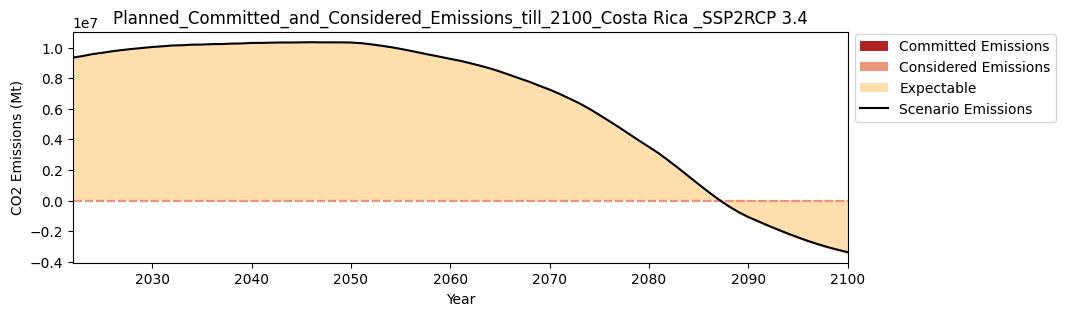 Planned_Committed_and_Considered_Emissions_till_2100_Costa Rica _SSP2RCP 3.4
1e7
1.0
0.8
0.6
0.4
0.2
0.0
−0.2
−0.4
CO2 Emissions (Mt)
2030 2040 2050 2060 2070 2080 2090 2100
Year
Committed Emissions
Considered Emissions
Expectable
Scenario Emissions